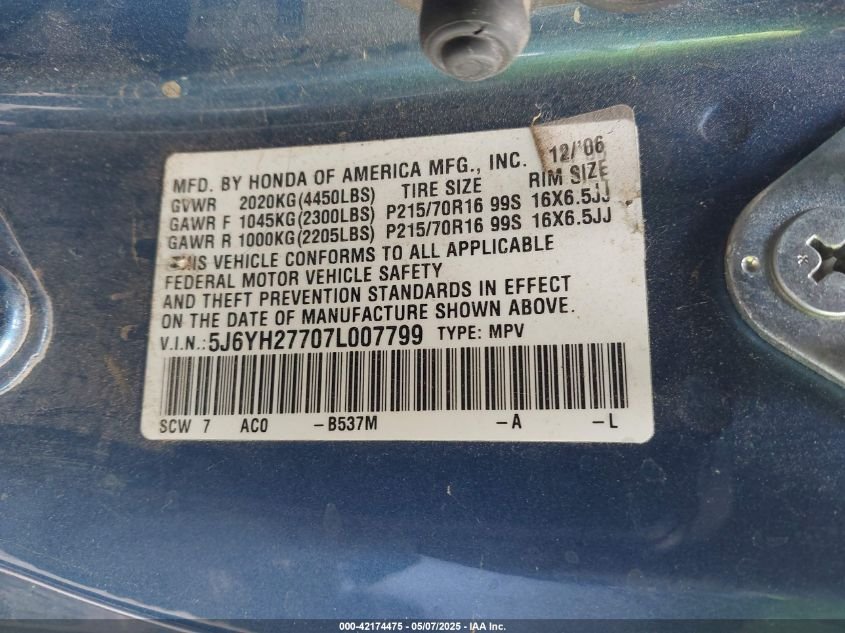 MFD. BY HONDA OF AMERICA MFG., INC. 12/'06
GVWR 2020KG(4450LBS) TIRE SIZE RIM SIZE
GAWR F 1045KG(2300LBS) P215/70R16 99S 16X6.5JJ
GAWR R 1000KG(2205LBS) P215/70R16 99S 16X6.5JJ
THIS VEHICLE CONFORMS TO ALL APPLICABLE
FEDERAL MOTOR VEHICLE SAFETY
AND THEFT PREVENTION STANDARDS IN EFFECT
ON THE DATE OF MANUFACTURE SHOWN ABOVE.
V.I.N.: 5J6YH27707L007799 TYPE: MPV
SCW 7 AC0 -B537M -A -L
000-42174475 — 05/07/2025 — IAA Inc.